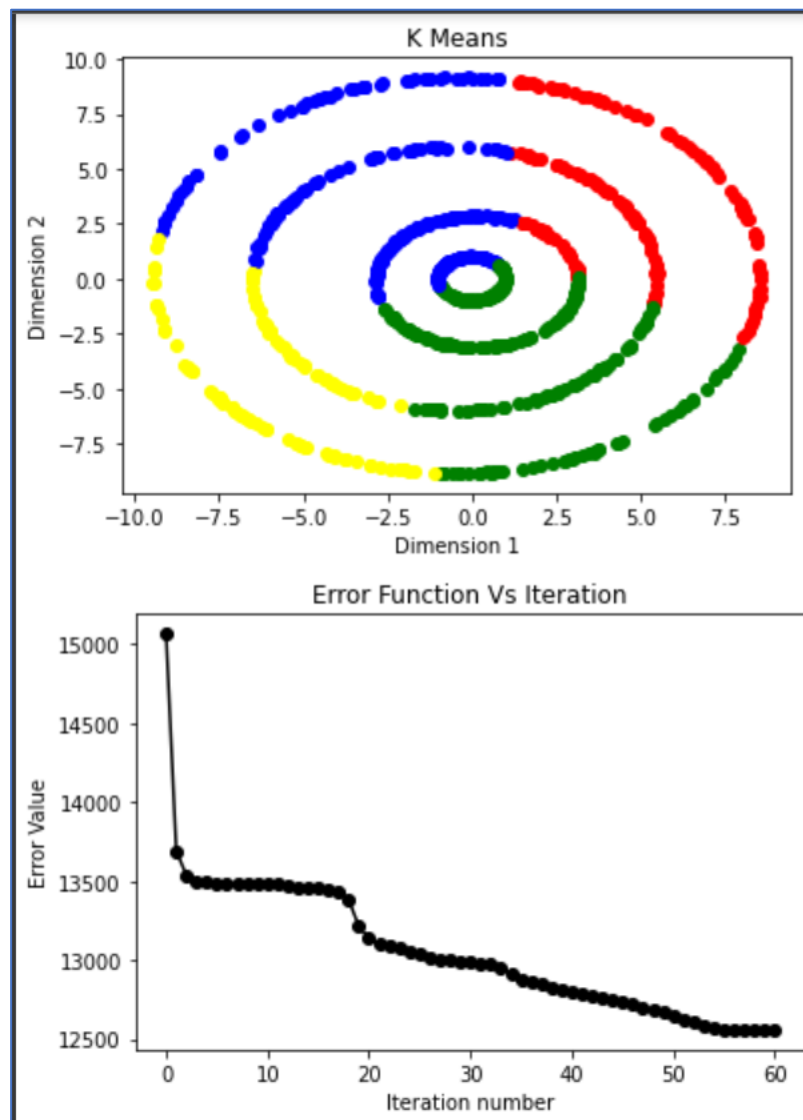 K Means
10.0
7.5
5.0
2.5
0.0
−2.5
−5.0
−7.5
Dimension 2
−10.0 −7.5 −5.0 −2.5 0.0 2.5 5.0 7.5
Dimension 1
Error Function Vs Iteration
15000
14500
14000
13500
13000
12500
Error Value
0 10 20 30 40 50 60
Iteration number